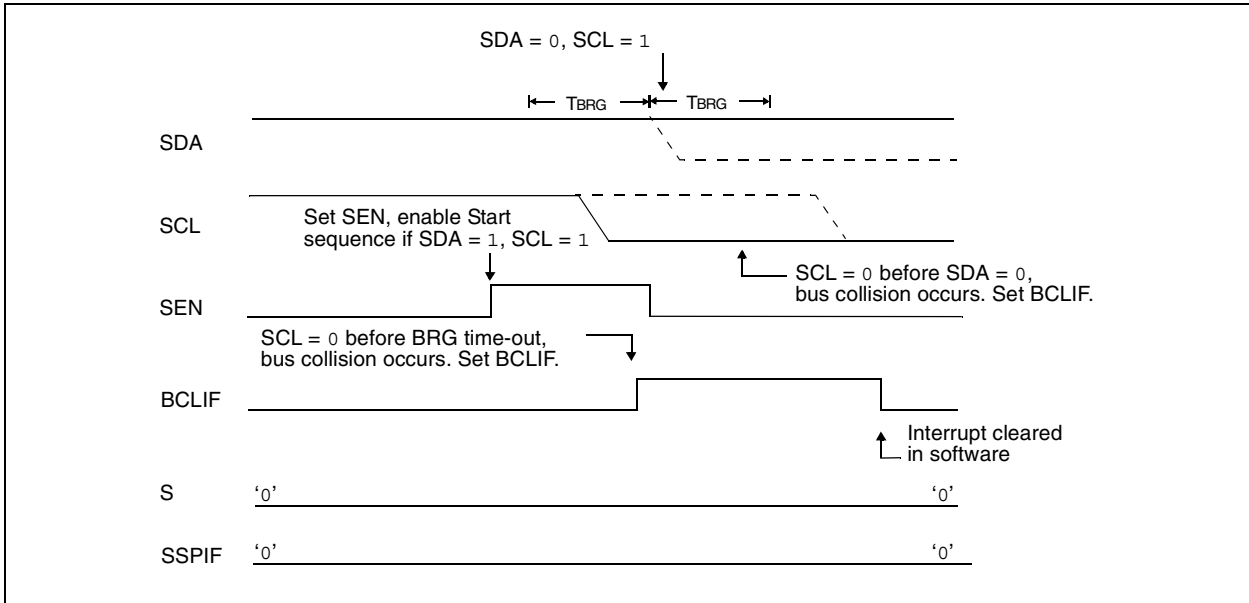 SDA = 0, SCL = 1
TBRG TBRG
SDA
SCL
Set SEN, enable Start
sequence if SDA = 1, SCL = 1
SCL = 0 before SDA = 0,
bus collision occurs. Set BCLIF.
SEN
SCL = 0 before BRG time-out,
bus collision occurs. Set BCLIF.
BCLIF
Interrupt cleared
in software
S ‘0’ ‘0’
SSPIF ‘0’ ‘0’